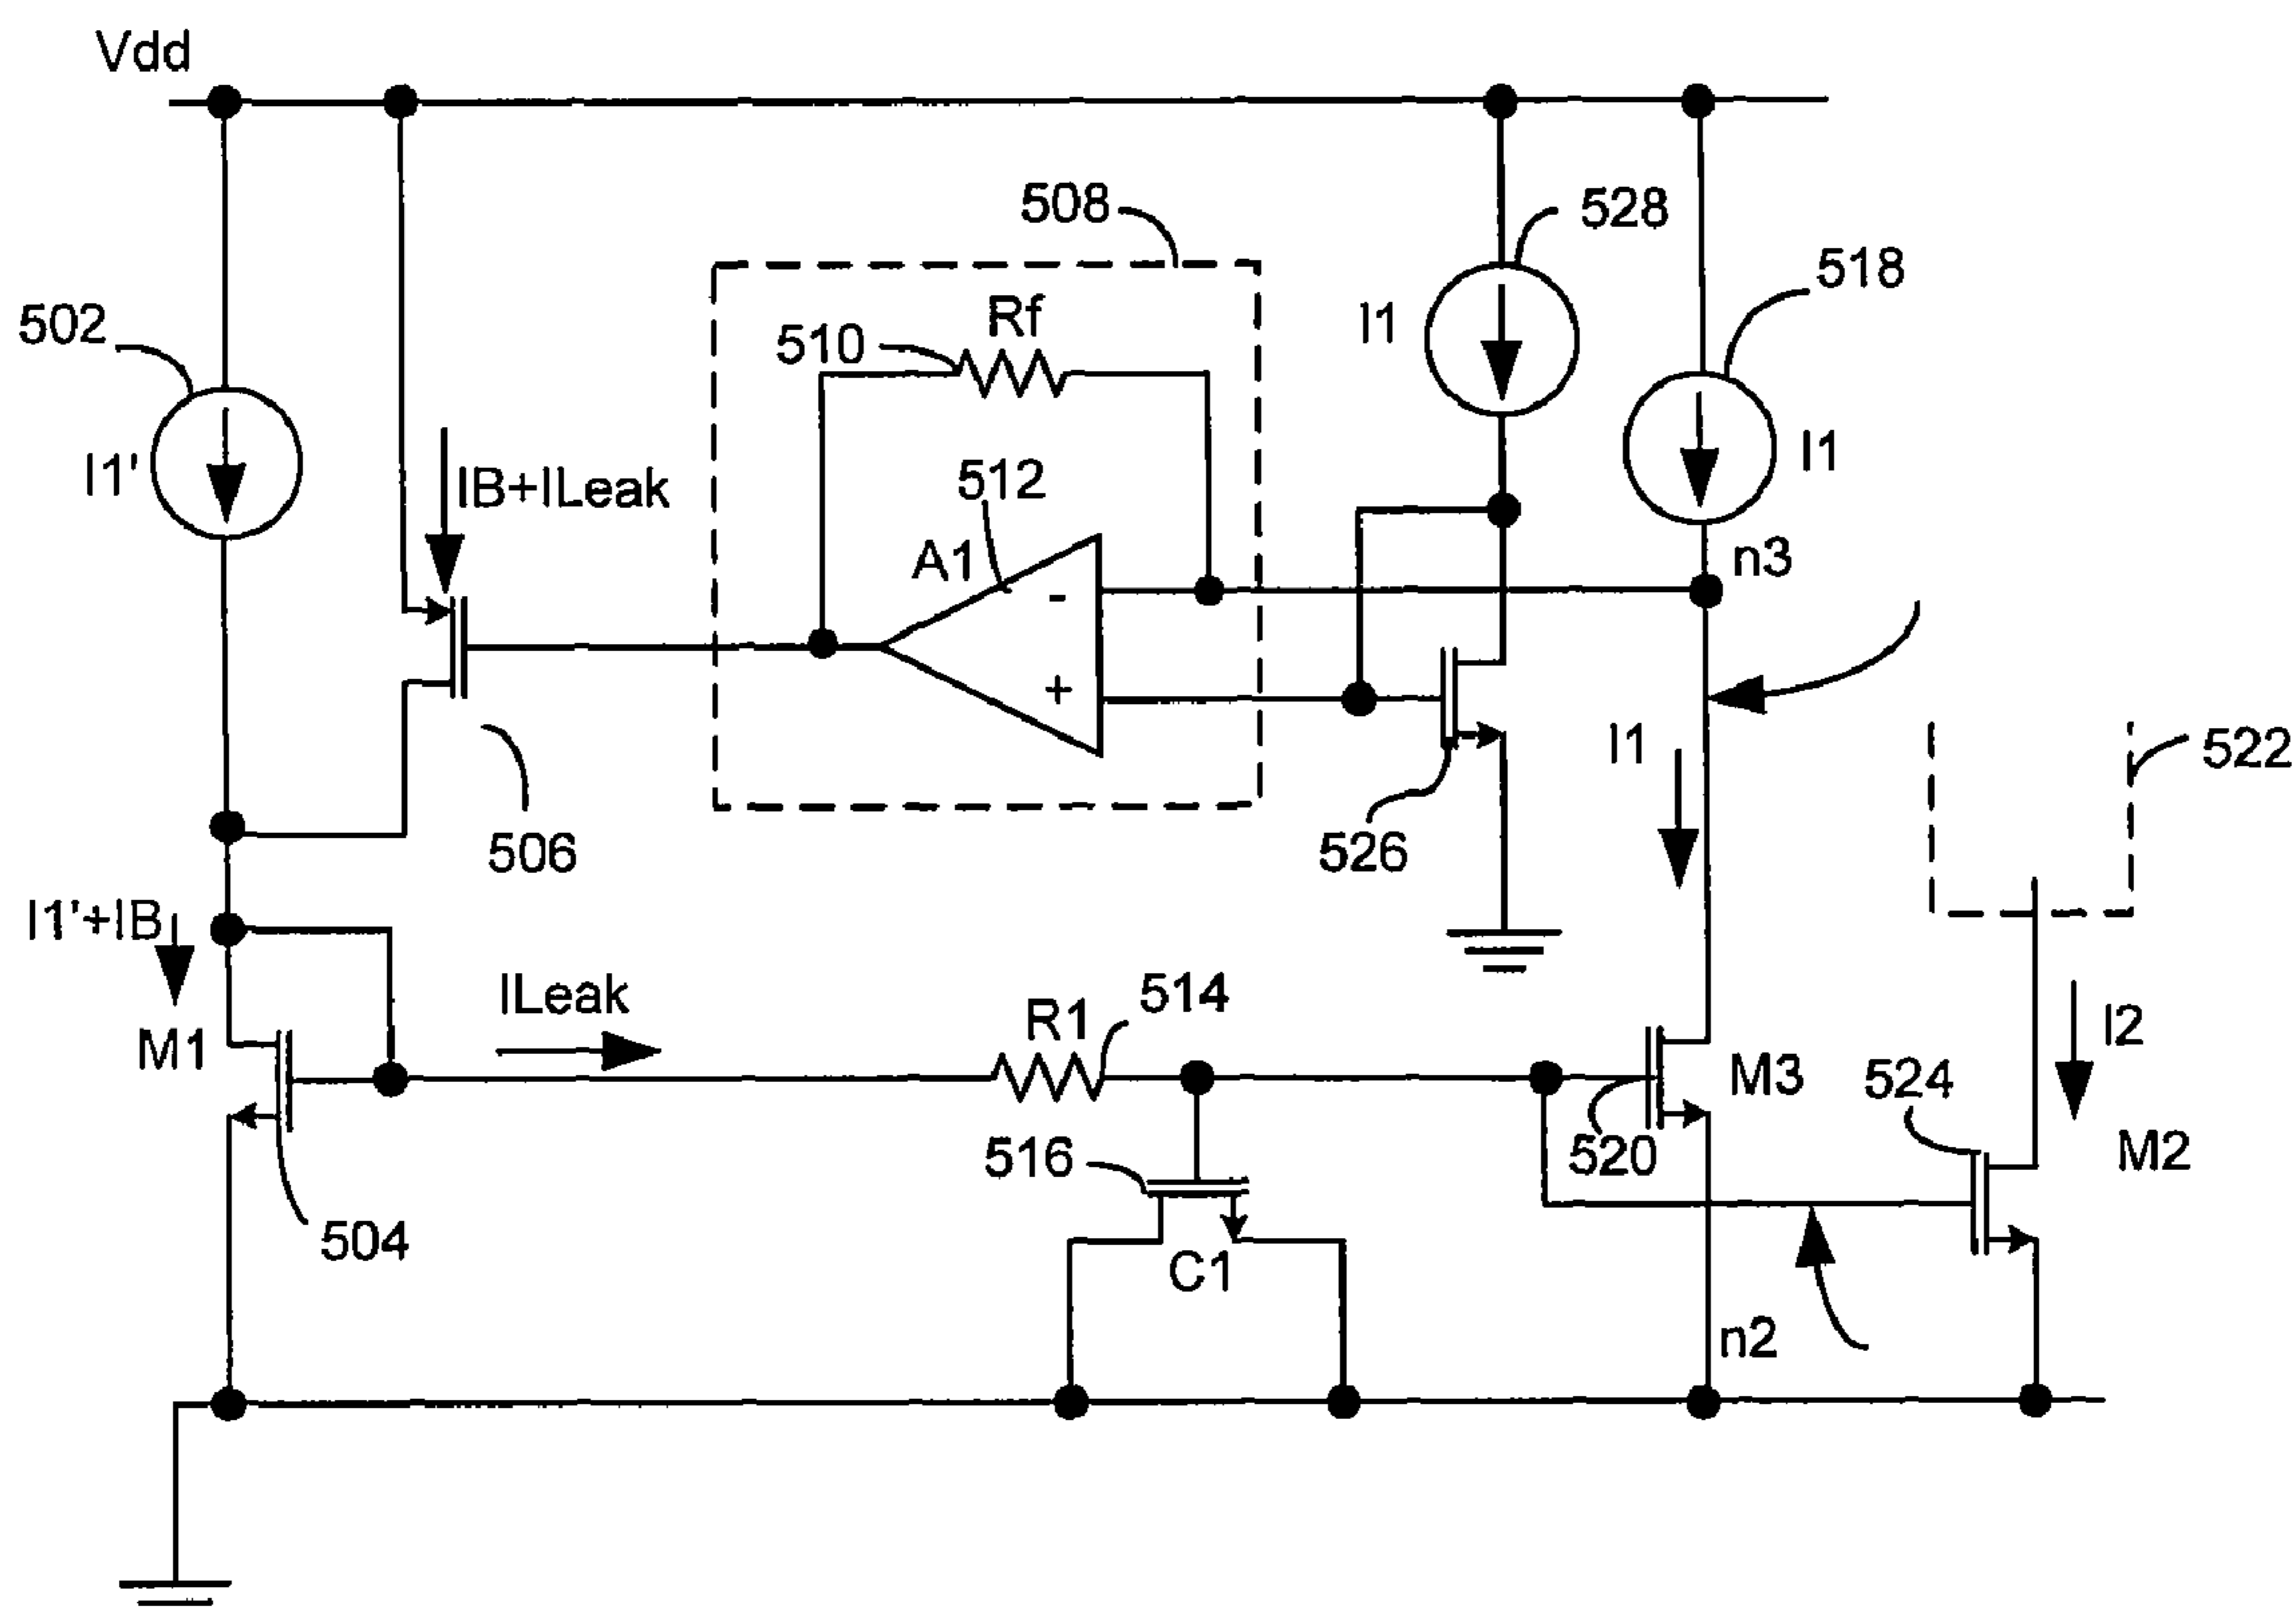 Vdd
508
528
518
502
Rf
510
I1
512
I1'
IB+ILeak
I1
A1
n3
-
+
I1
522
506
526
I1'+IB
ILeak
514
R1
I2
M1
M3
524
516
520
M2
504
C1
n2